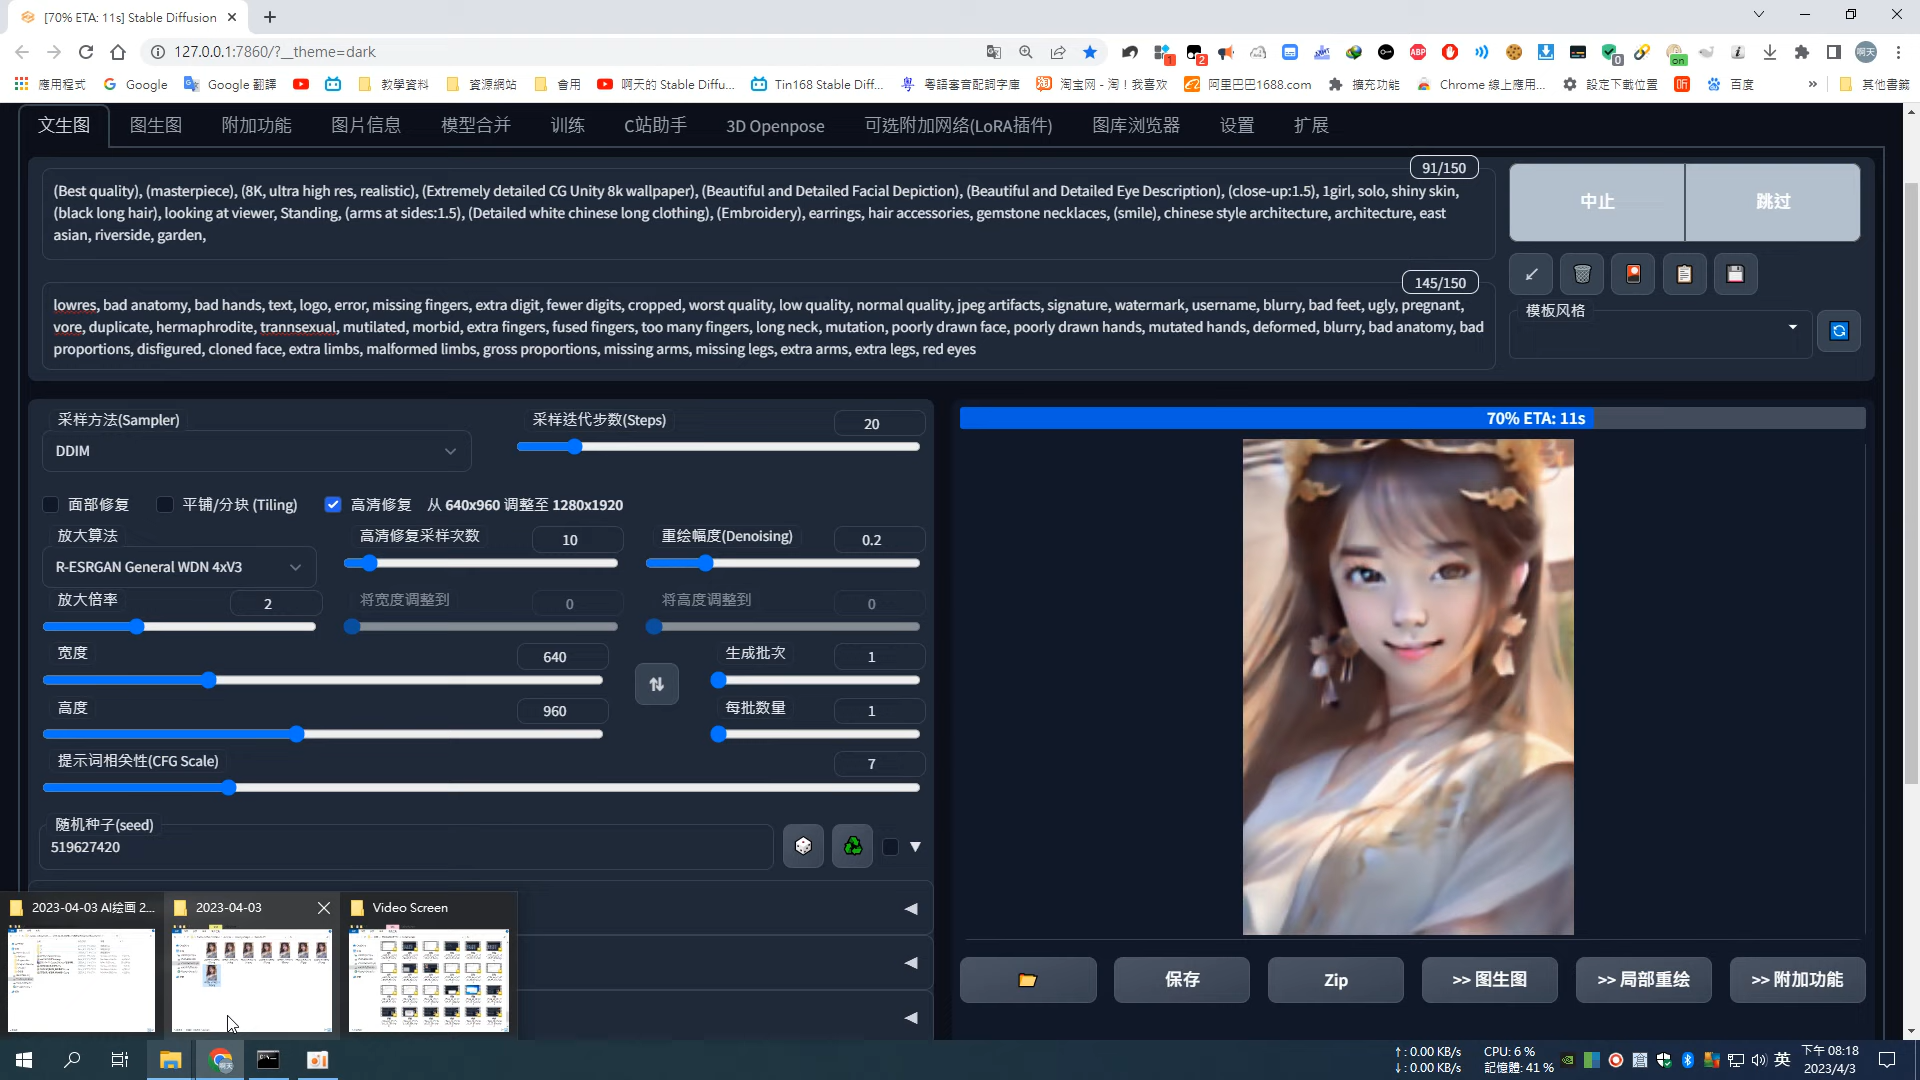 [70% ETA: 11s] Stable Diffusion
127.0.0.1:7860/?__theme=dark
應用程式 Google Google 翻譯 教學資料 資源網站 會用 啊天的 Stable Diffu... Tin168 Stable Diff... 粵語審音配詞字庫 淘宝网 - 淘！我喜欢 阿里巴巴1688.com 擴充功能 Chrome 線上應用... 設定下載位置 百度 » 其他書籤
文生图 图生图 附加功能 图片信息 模型合并 训练 C站助手 3D Openpose 可选附加网络(LoRA插件) 图库浏览器 设置 扩展
91/150
(Best quality), (masterpiece), (8K, ultra high res, realistic), (Extremely detailed CG Unity 8k wallpaper), (Beautiful and Detailed Facial Depiction), (Beautiful and Detailed Eye Description), (close-up:1.5), 1girl, solo, shiny skin,
(black long hair), looking at viewer, Standing, (arms at sides:1.5), (Detailed white chinese long clothing), (Embroidery), earrings, hair accessories, gemstone necklaces, (smile), chinese style architecture, architecture, east
asian, riverside, garden,
中止 跳过
145/150
lowres, bad anatomy, bad hands, text, logo, error, missing fingers, extra digit, fewer digits, cropped, worst quality, low quality, normal quality, jpeg artifacts, signature, watermark, username, blurry, bad feet, ugly, pregnant,
vore, duplicate, hermaphrodite, trannsexual, mutilated, morbid, extra fingers, fused fingers, too many fingers, long neck, mutation, poorly drawn face, poorly drawn hands, mutated hands, deformed, blurry, bad anatomy, bad
proportions, disfigured, cloned face, extra limbs, malformed limbs, gross proportions, missing arms, missing legs, extra arms, extra legs, red eyes
模板风格
采样方法(Sampler)
DDIM
采样迭代步数(Steps) 20
面部修复 平铺/分块 (Tiling) 高清修复 从 640x960 调整至 1280x1920
放大算法
R-ESRGAN General WDN 4xV3
高清修复采样次数 10
重绘幅度(Denoising) 0.2
放大倍率 2
将宽度调整到 0
将高度调整到 0
宽度 640
生成批次 1
高度 960
每批数量 1
提示词相关性(CFG Scale) 7
随机种子(seed)
519627420
70% ETA: 11s
保存 Zip >> 图生图 >> 局部重绘 >> 附加功能
2023-04-03 AI绘画 2... 2023-04-03 Video Screen
↑ : 0.00 KB/s
↓ : 0.00 KB/s
CPU: 6 %
記憶體: 41 %
英
下午 08:18
2023/4/3